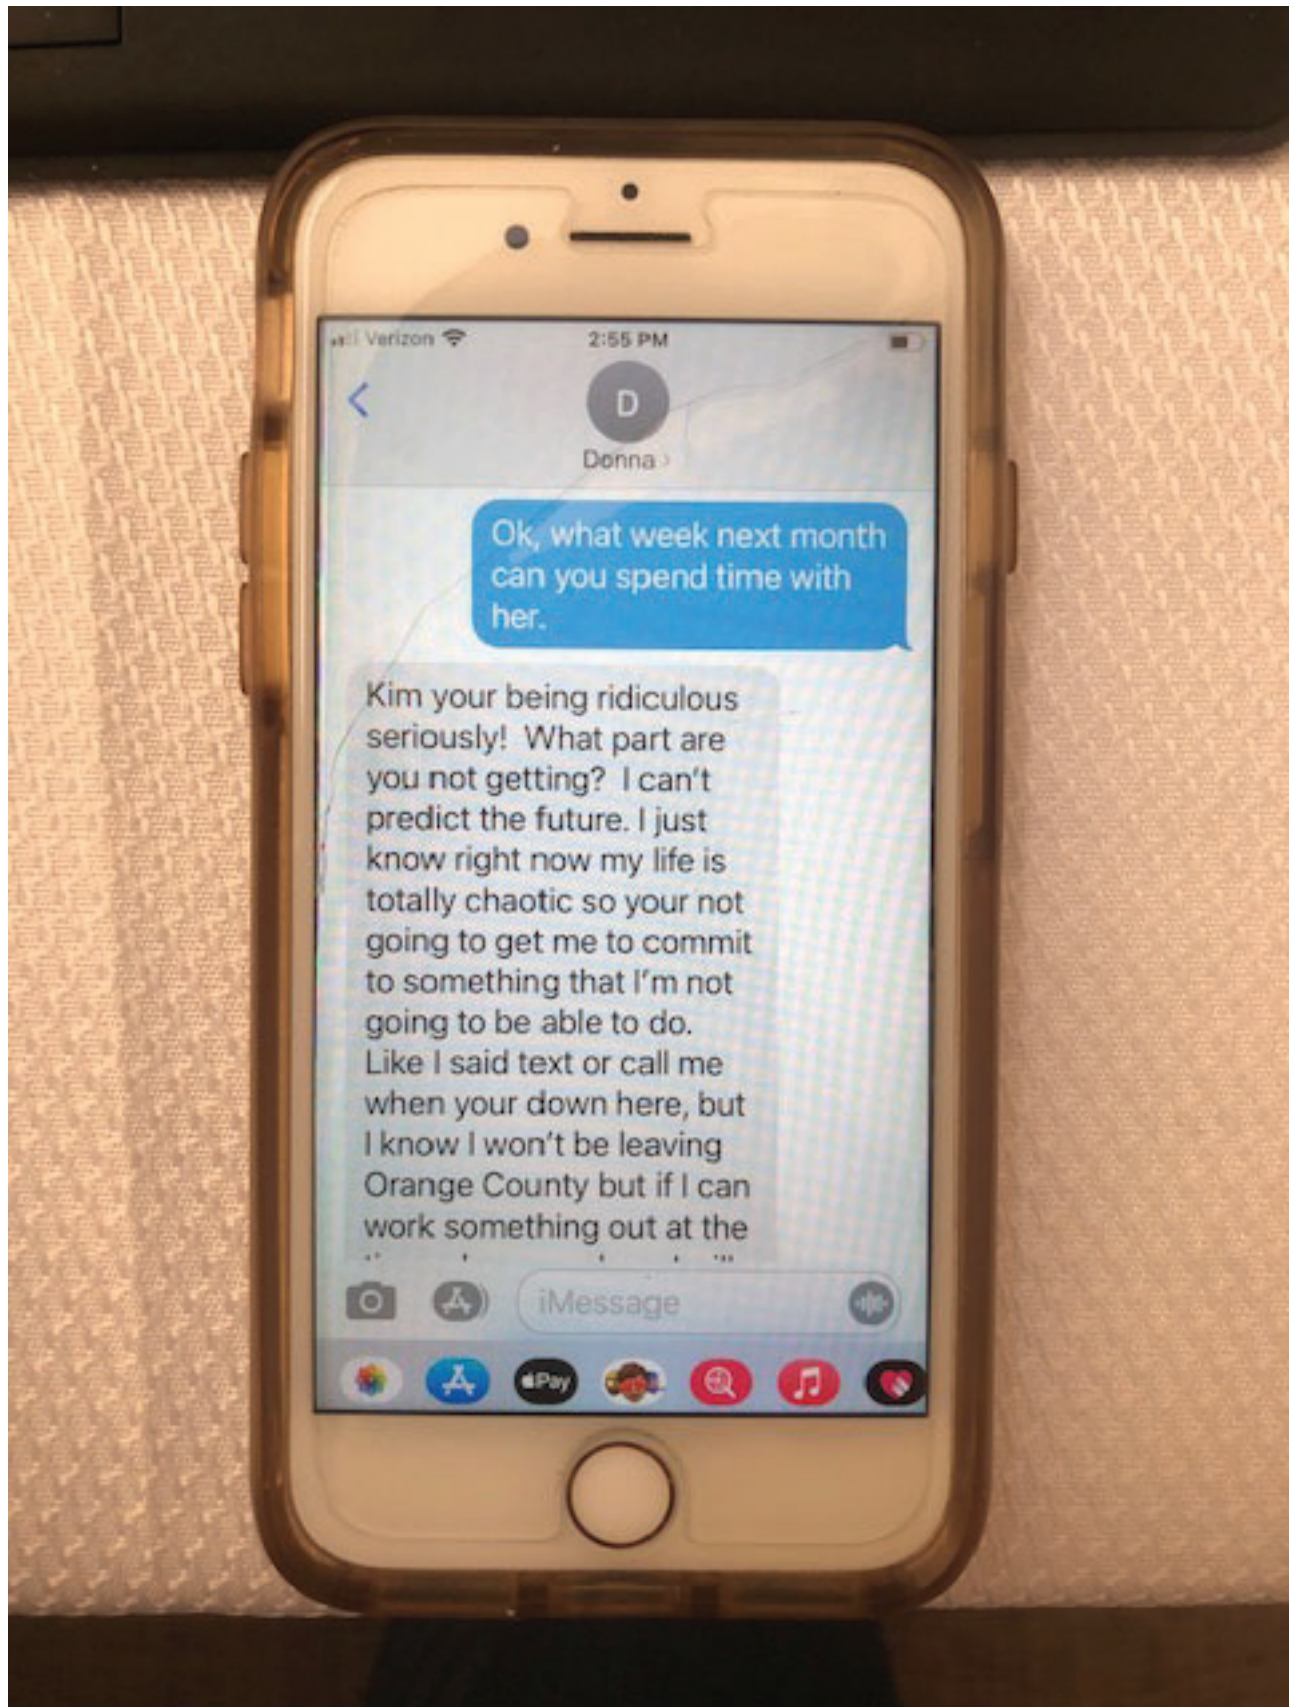 Verizon
2:55 PM
D
Donna
Ok, what week next month
can you spend time with
her.
Kim your being ridiculous
seriously!  What part are
you not getting?  I can't
predict the future. I just
know right now my life is
totally chaotic so your not
going to get me to commit
to something that I'm not
going to be able to do.
Like I said text or call me
when your down here, but
I know I won't be leaving
Orange County but if I can
work something out at the
iMessage
Pay